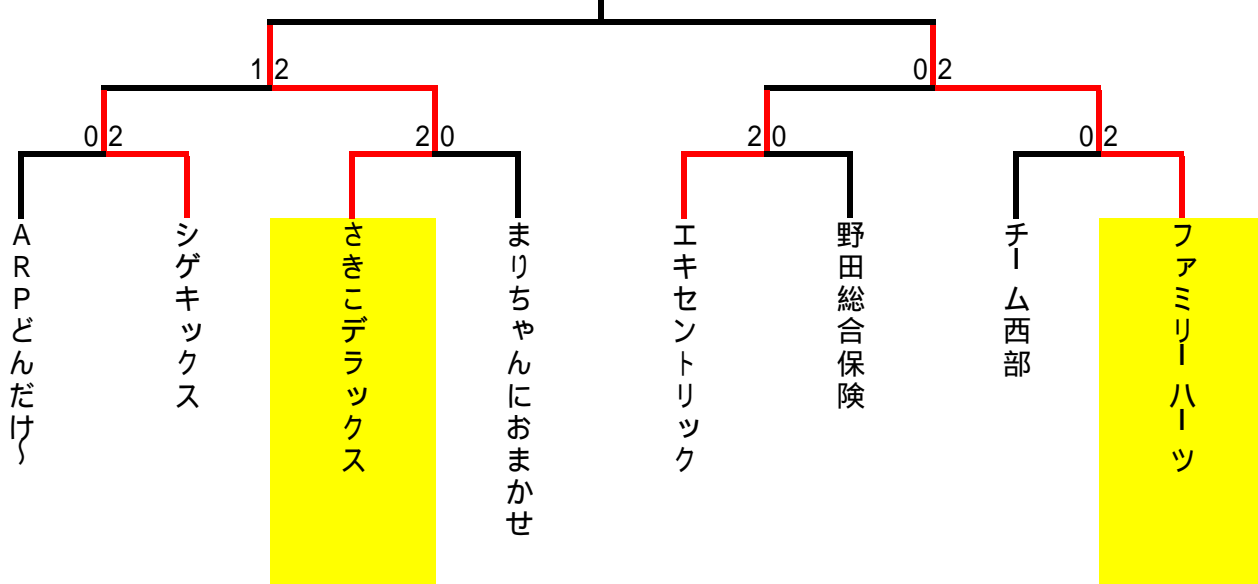 1 2
0 2
0 2
2 0
2 0
0 2
ARPどんだけ～
シゲキックス
さきこデラックス
まりちゃんにおまかせ
エキセントリック
野田総合保険
チーム西部
ファミリーハーツ